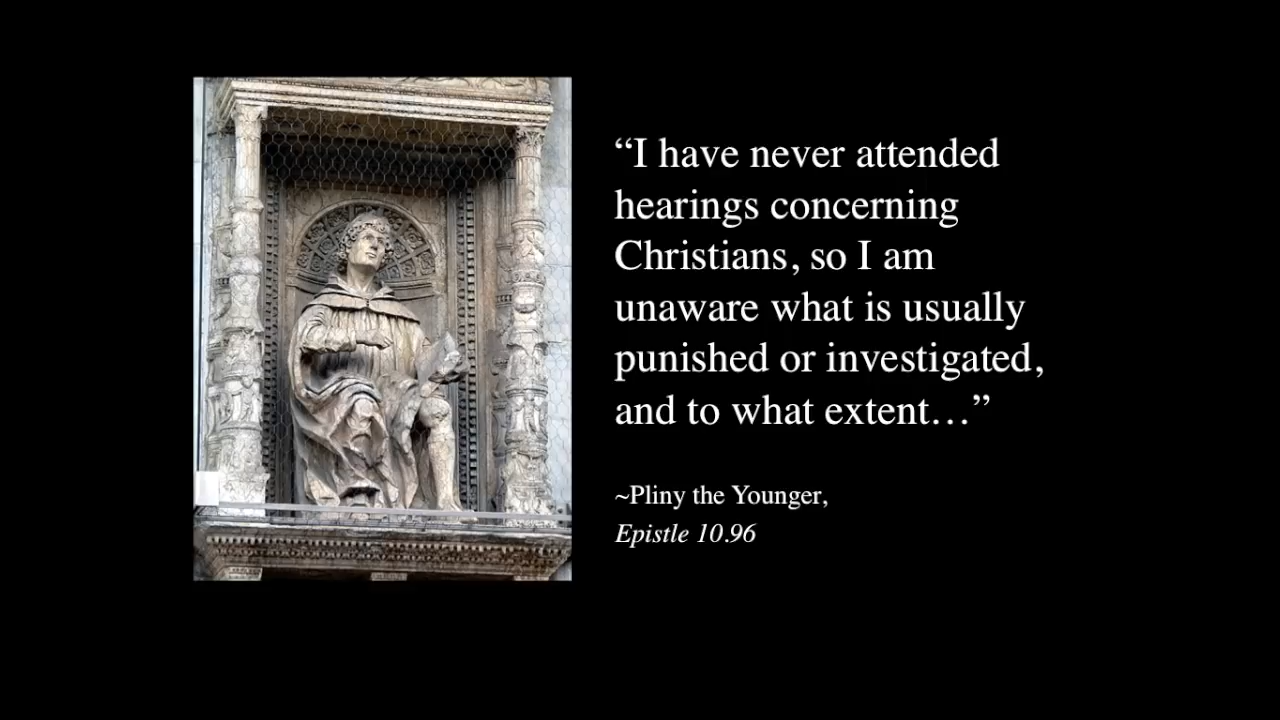 “I have never attended
hearings concerning
Christians, so I am
unaware what is usually
punished or investigated,
and to what extent…”
~Pliny the Younger,
Epistle 10.96